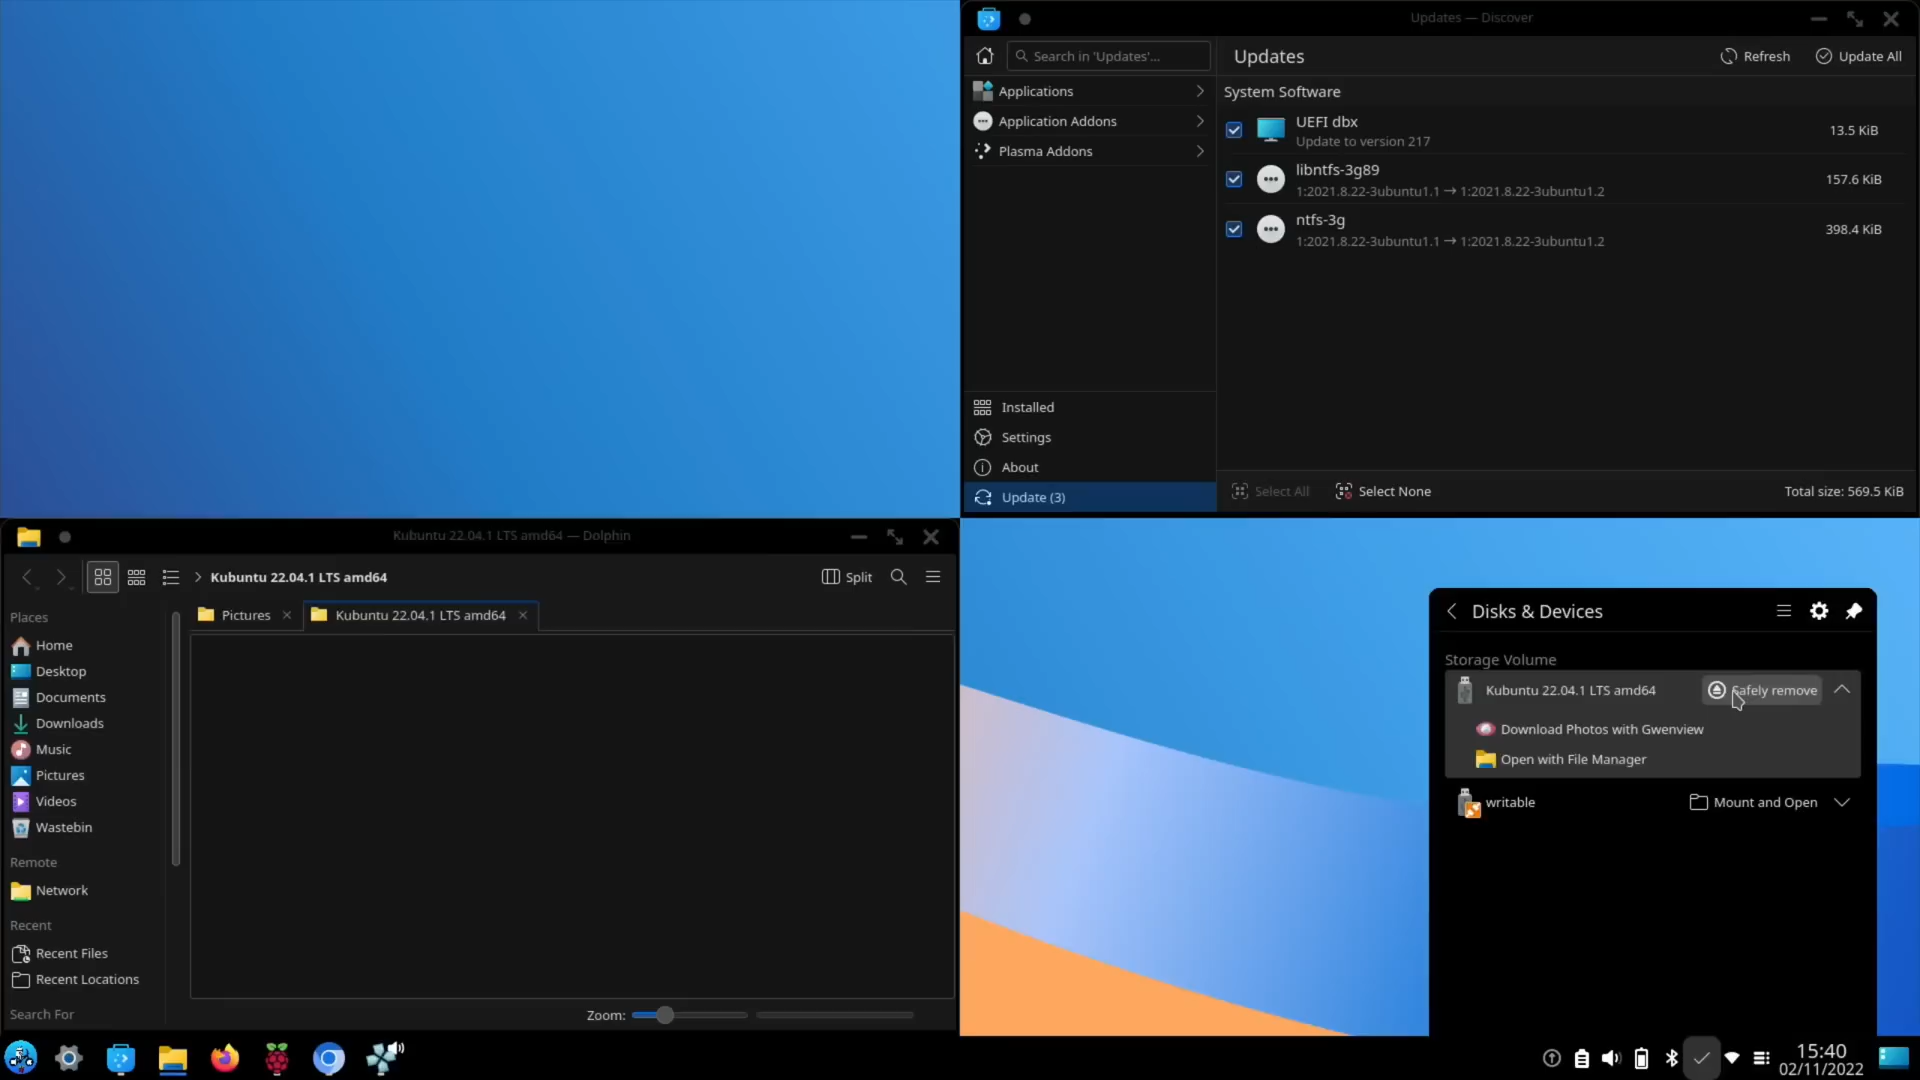 Updates — Discover
Search in 'Updates'...
Updates
Refresh
Update All
Applications
Application Addons
Plasma Addons
System Software
UEFI dbx
Update to version 217
13.5 KiB
libntfs-3g89
1:2021.8.22-3ubuntu1.1 → 1:2021.8.22-3ubuntu1.2
157.6 KiB
ntfs-3g
1:2021.8.22-3ubuntu1.1 → 1:2021.8.22-3ubuntu1.2
398.4 KiB
Installed
Settings
About
Update (3)
Select All
Select None
Total size: 569.5 KiB
Kubuntu 22.04.1 LTS amd64 — Dolphin
Kubuntu 22.04.1 LTS amd64
Split
Places
Home
Desktop
Documents
Downloads
Music
Pictures
Videos
Wastebin
Remote
Network
Recent
Recent Files
Recent Locations
Search For
Pictures
Kubuntu 22.04.1 LTS amd64
Zoom:
Disks & Devices
Storage Volume
Kubuntu 22.04.1 LTS amd64
Safely remove
Download Photos with Gwenview
Open with File Manager
writable
Mount and Open
15:40
02/11/2022